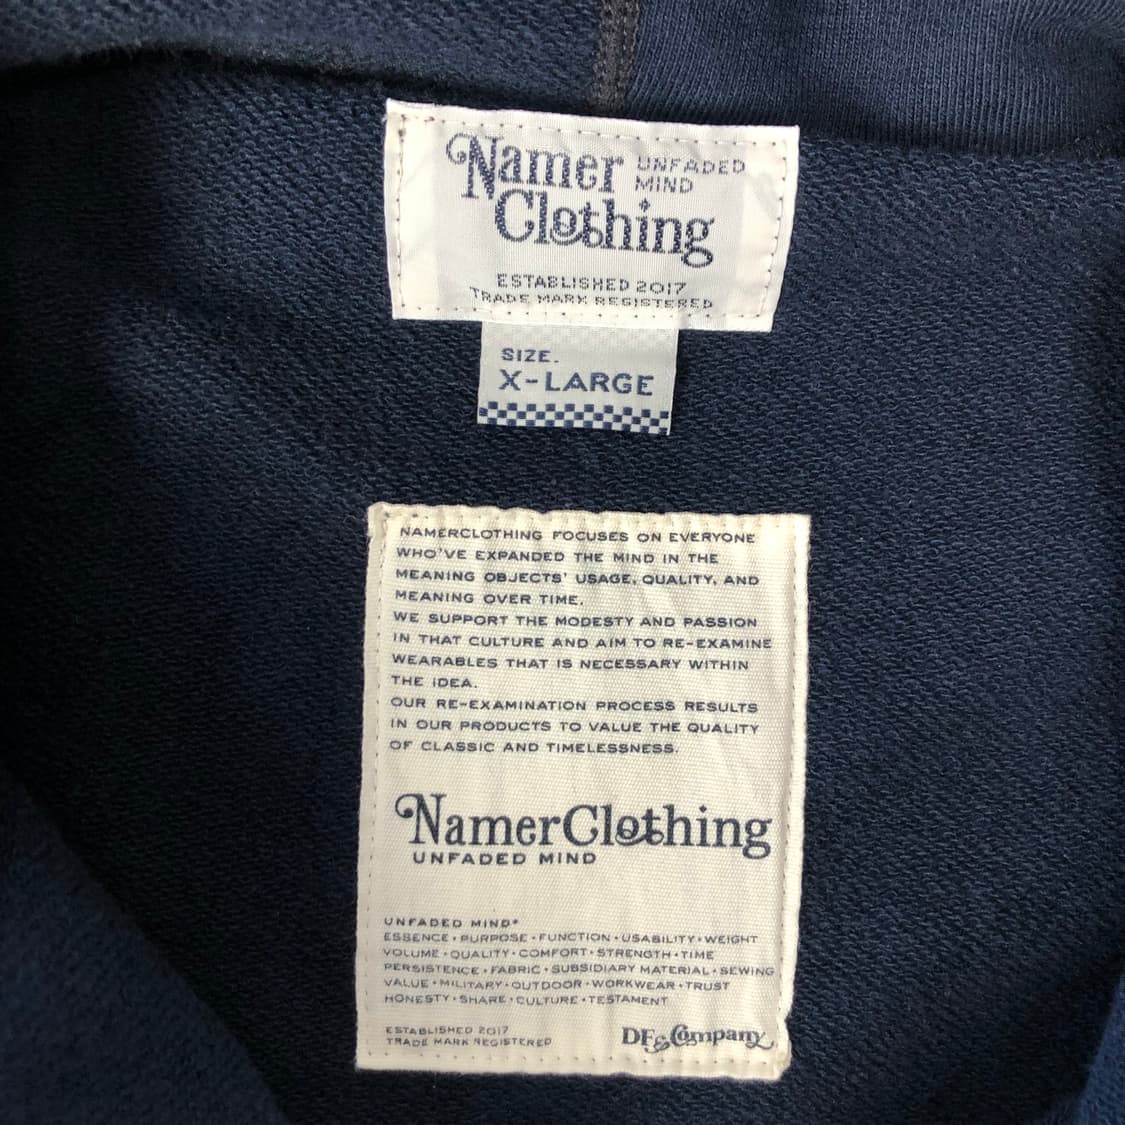 Namer UNFADED
MIND
Clothing
ESTABLISHED 2017
TRADE MARK REGISTERED
SIZE.
X-LARGE
NAMERCLOTHING FOCUSES ON EVERYONE
WHO'VE EXPANDED THE MIND IN THE
MEANING OBJECTS' USAGE, QUALITY, AND
MEANING OVER TIME.
WE SUPPORT THE MODESTY AND PASSION
IN THAT CULTURE AND AIM TO RE-EXAMINE
WEARABLES THAT IS NECESSARY WITHIN
THE IDEA.
OUR RE-EXAMINATION PROCESS RESULTS
IN OUR PRODUCTS TO VALUE THE QUALITY
OF CLASSIC AND TIMELESSNESS.
NamerClothing
UNFADED MIND
UNFADED MIND*
ESSENCE • PURPOSE • FUNCTION • USABILITY • WEIGHT
VOLUME • QUALITY • COMFORT • STRENGTH • TIME
PERSISTENCE • FABRIC • SUBSIDIARY MATERIAL • SEWING
VALUE • MILITARY • OUTDOOR • WORKWEAR • TRUST
HONESTY • SHARE • CULTURE • TESTAMENT
ESTABLISHED 2017
TRADE MARK REGISTERED
DF&Company